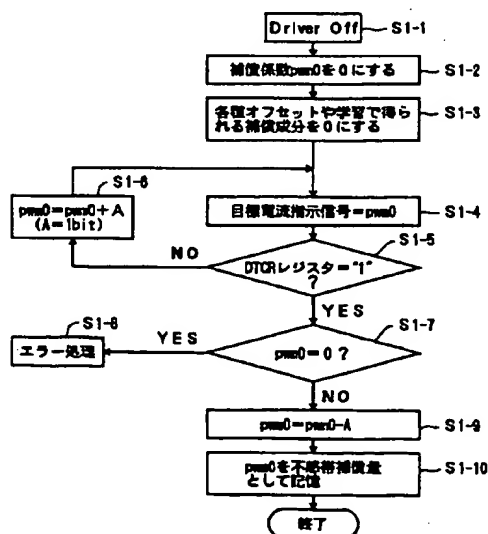 Driver Off
S1-1
補償係数pwm0を0にする
S1-2
各種オフセットや学習で得ら
れる補償成分を0にする
S1-3
S1-6
pwm0=pwm0+A
(A=1bit)
目標電流指示信号=pwm0
S1-4
S1-5
NO
DTCRレジスター="1"
?
YES
S1-8
S1-7
エラー処理
YES
pwm0=0?
NO
pwm0=pwm0-A
S1-9
pwm0を不感帯補償量
として記憶
S1-10
終了